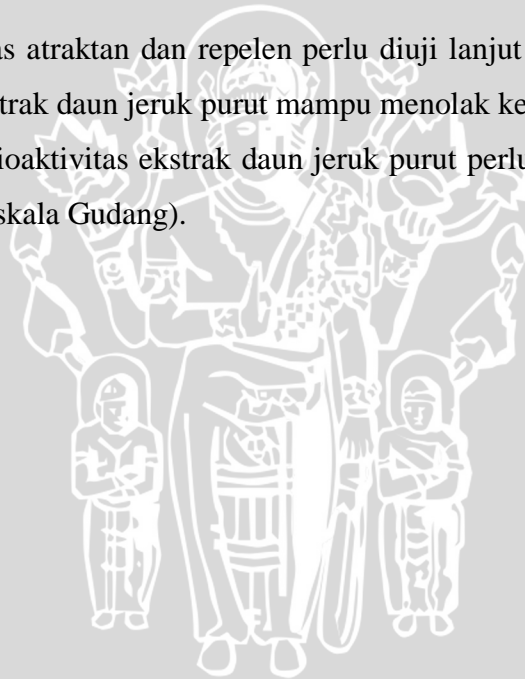 as atraktan dan repelen perlu diuji lanjut
trak daun jeruk purut mampu menolak ke
ioaktivitas ekstrak daun jeruk purut perlu
skala Gudang).